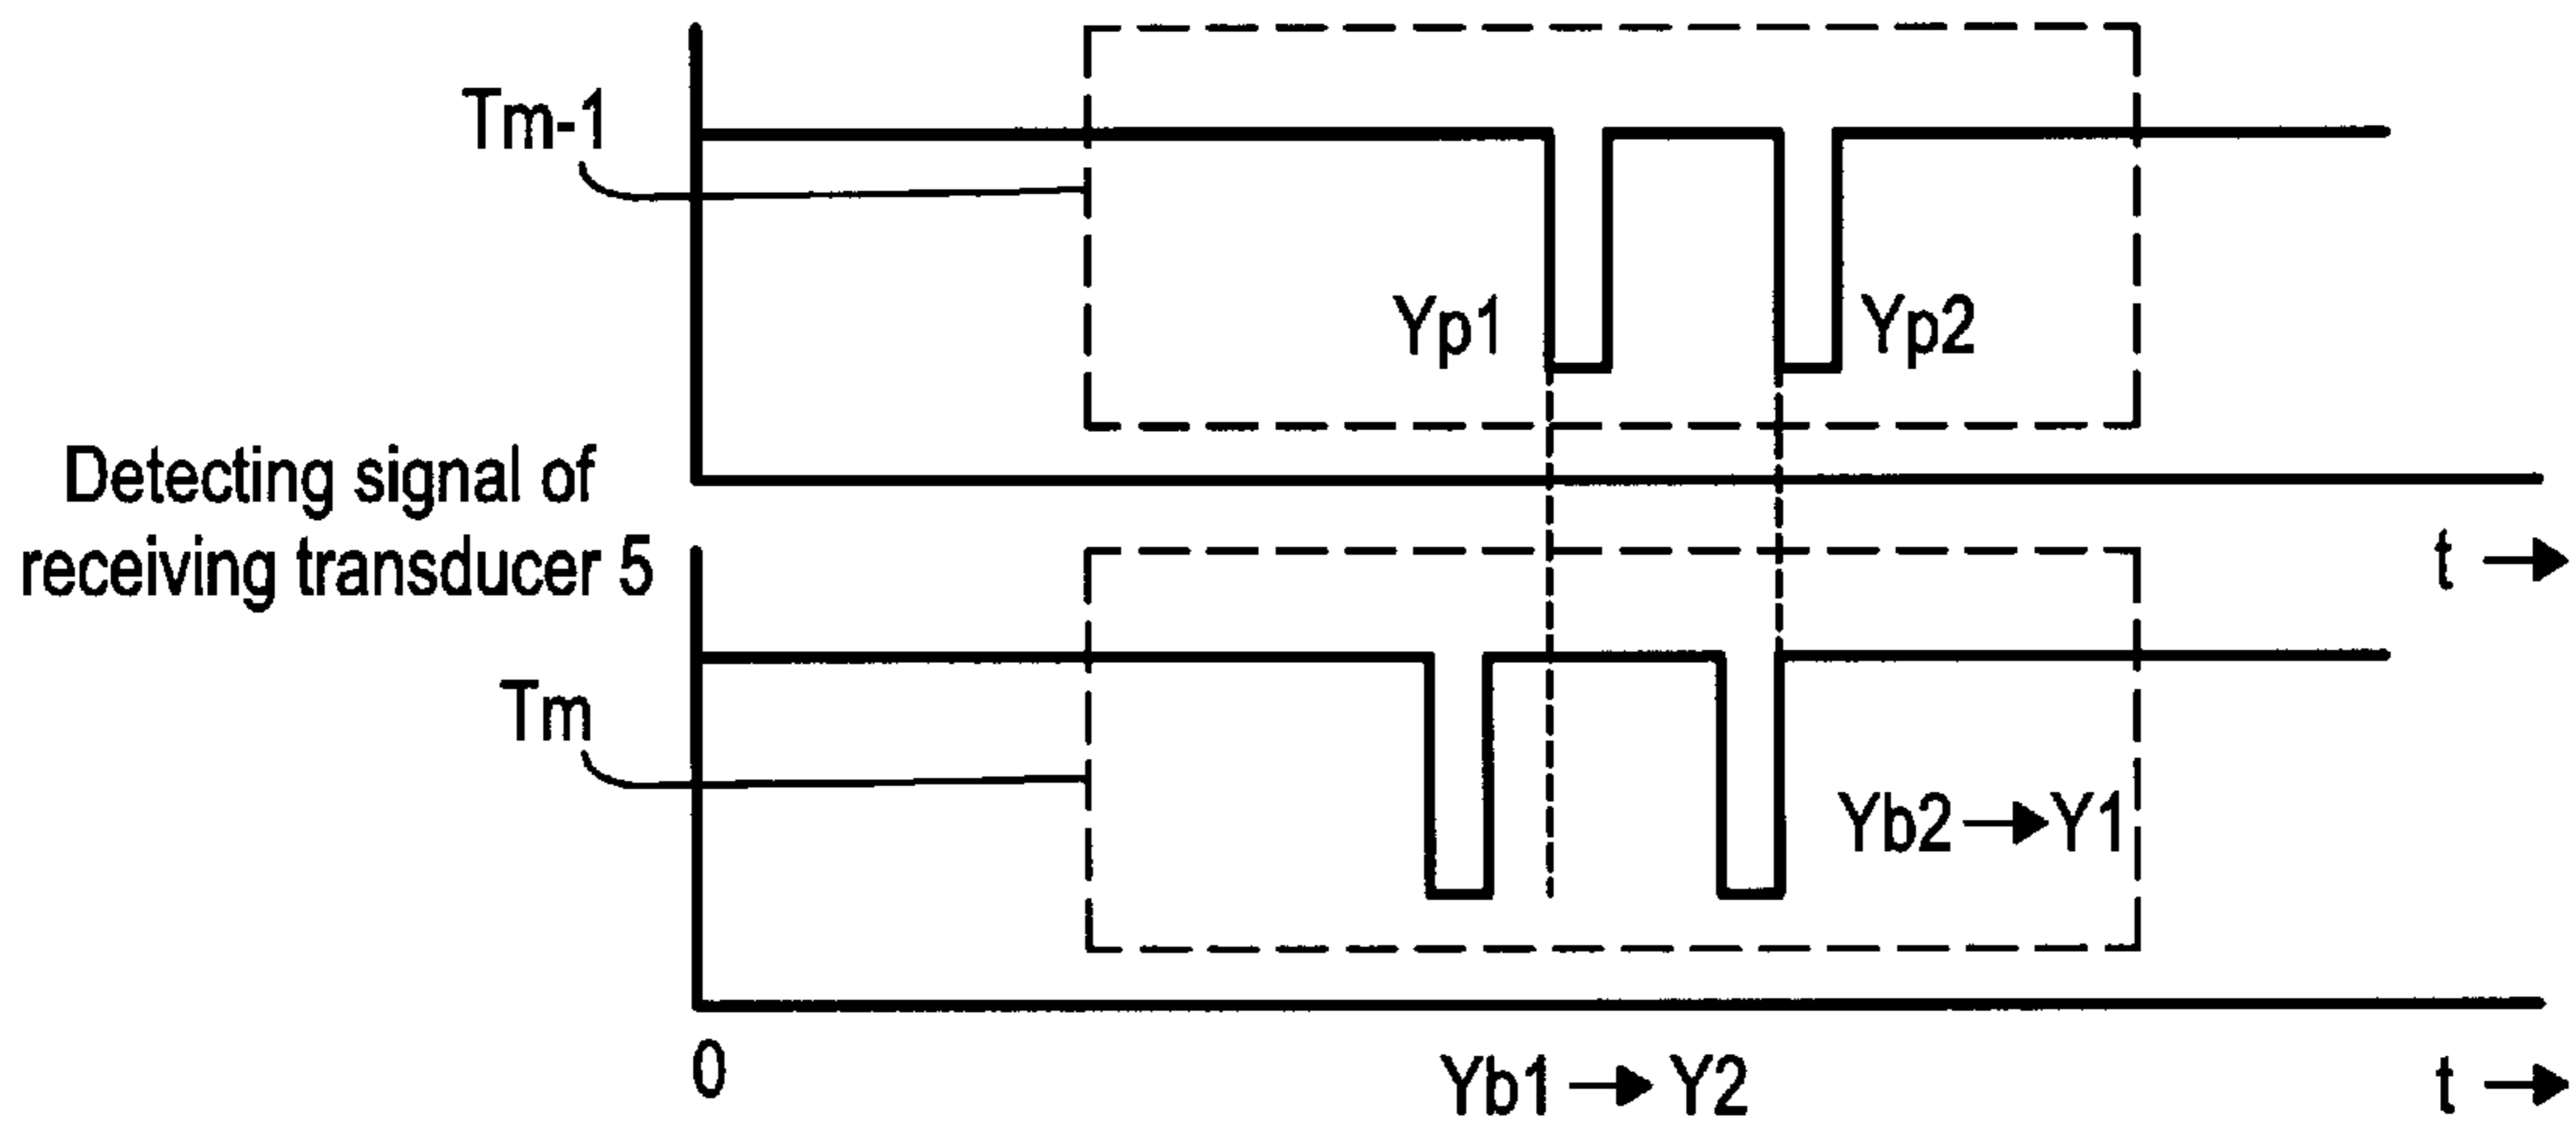 Tm-1
Yp1
Yp2
Detecting signal of
receiving transducer 5
t →
Tm
Yb2 → Y1
0
Yb1 → Y2
t →